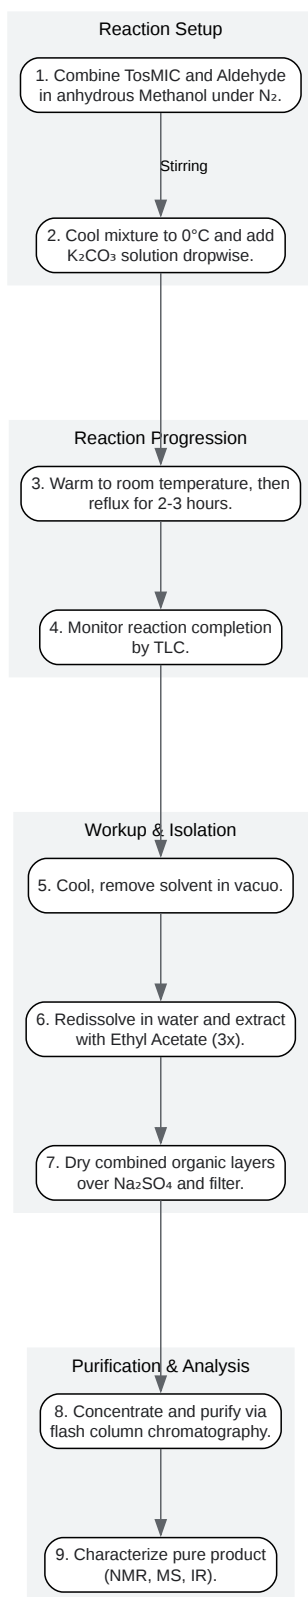 Reaction Setup
1. Combine TosMIC and Aldehyde
in anhydrous Methanol under N₂.
Stirring
2. Cool mixture to 0°C and add
K₂CO₃ solution dropwise.
Reaction Progression
3. Warm to room temperature, then
reflux for 2-3 hours.
4. Monitor reaction completion
by TLC.
Workup & Isolation
5. Cool, remove solvent in vacuo.
6. Redissolve in water and extract
with Ethyl Acetate (3x).
7. Dry combined organic layers
over Na₂SO₄ and filter.
Purification & Analysis
8. Concentrate and purify via
flash column chromatography.
9. Characterize pure product
(NMR, MS, IR).